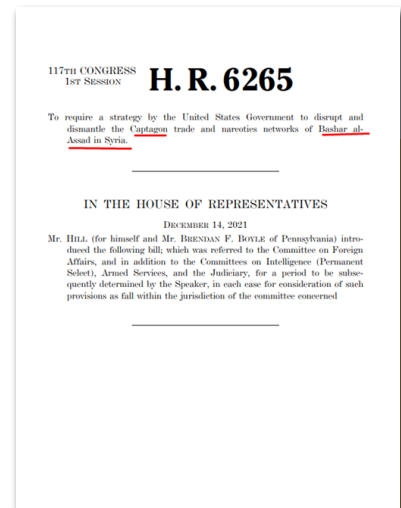 117TH CONGRESS
1ST SESSION
H. R. 6265
To require a strategy by the United States Government to disrupt and
dismantle the Captagon trade and narcotics networks of Bashar al-
Assad in Syria.
IN THE HOUSE OF REPRESENTATIVES
DECEMBER 14, 2021
Mr. HILL (for himself and Mr. BRENDAN F. BOYLE of Pennsylvania) intro-
duced the following bill; which was referred to the Committee on Foreign
Affairs, and in addition to the Committees on Intelligence (Permanent
Select), Armed Services, and the Judiciary, for a period to be subse-
quently determined by the Speaker, in each case for consideration of such
provisions as fall within the jurisdiction of the committee concerned